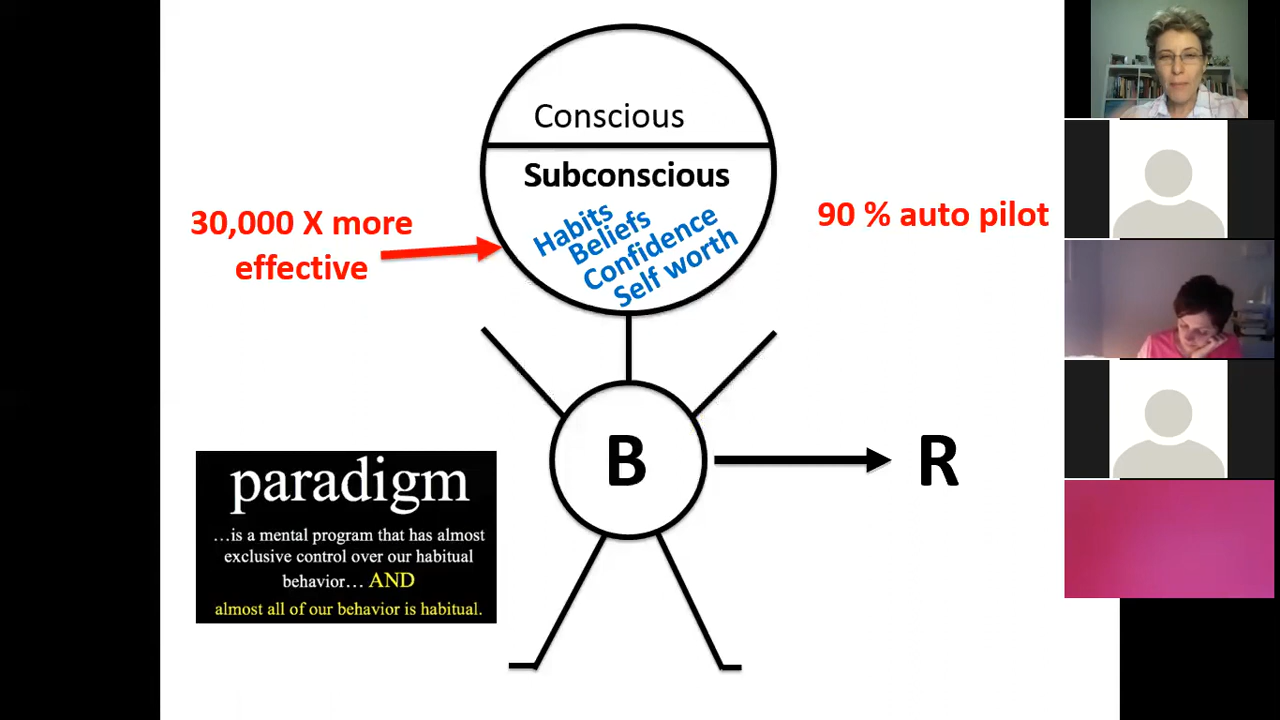 Conscious
Subconscious
Habits
Beliefs
Confidence
Self worth
30,000 X more
effective
90 % auto pilot
B
R
paradigm
…is a mental program that has almost
exclusive control over our habitual
behavior… AND
almost all of our behavior is habitual.